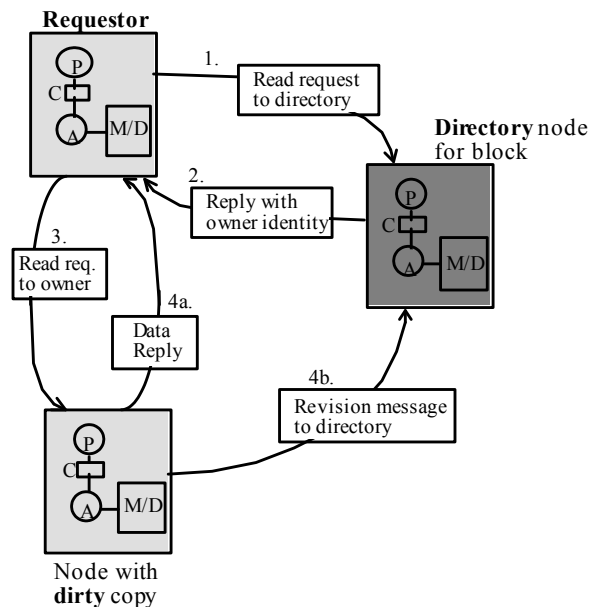 Requestor
P
C
A
M/D
1.
Read request
to directory
Directory node
for block
P
C
A
M/D
2.
Reply with
owner identity
3.
Read req.
to owner
4a.
Data
Reply
4b.
Revision message
to directory
P
C
A
M/D
Node with
dirty copy